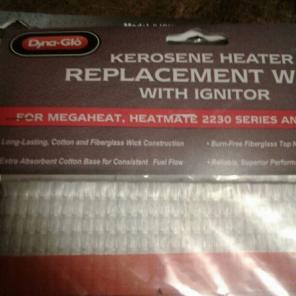 Dyna-Glo
KEROSENE HEATER
REPLACEMENT W
WITH IGNITOR
FOR MEGAHEAT, HEATMATE 2230 SERIES AN
Long-Lasting, Cotton and Fiberglass Wick Construction
• Burn-Free Fiberglass Top
Extra Absorbent Cotton Base for Consistent Fuel Flow
• Reliable, Superior Performa